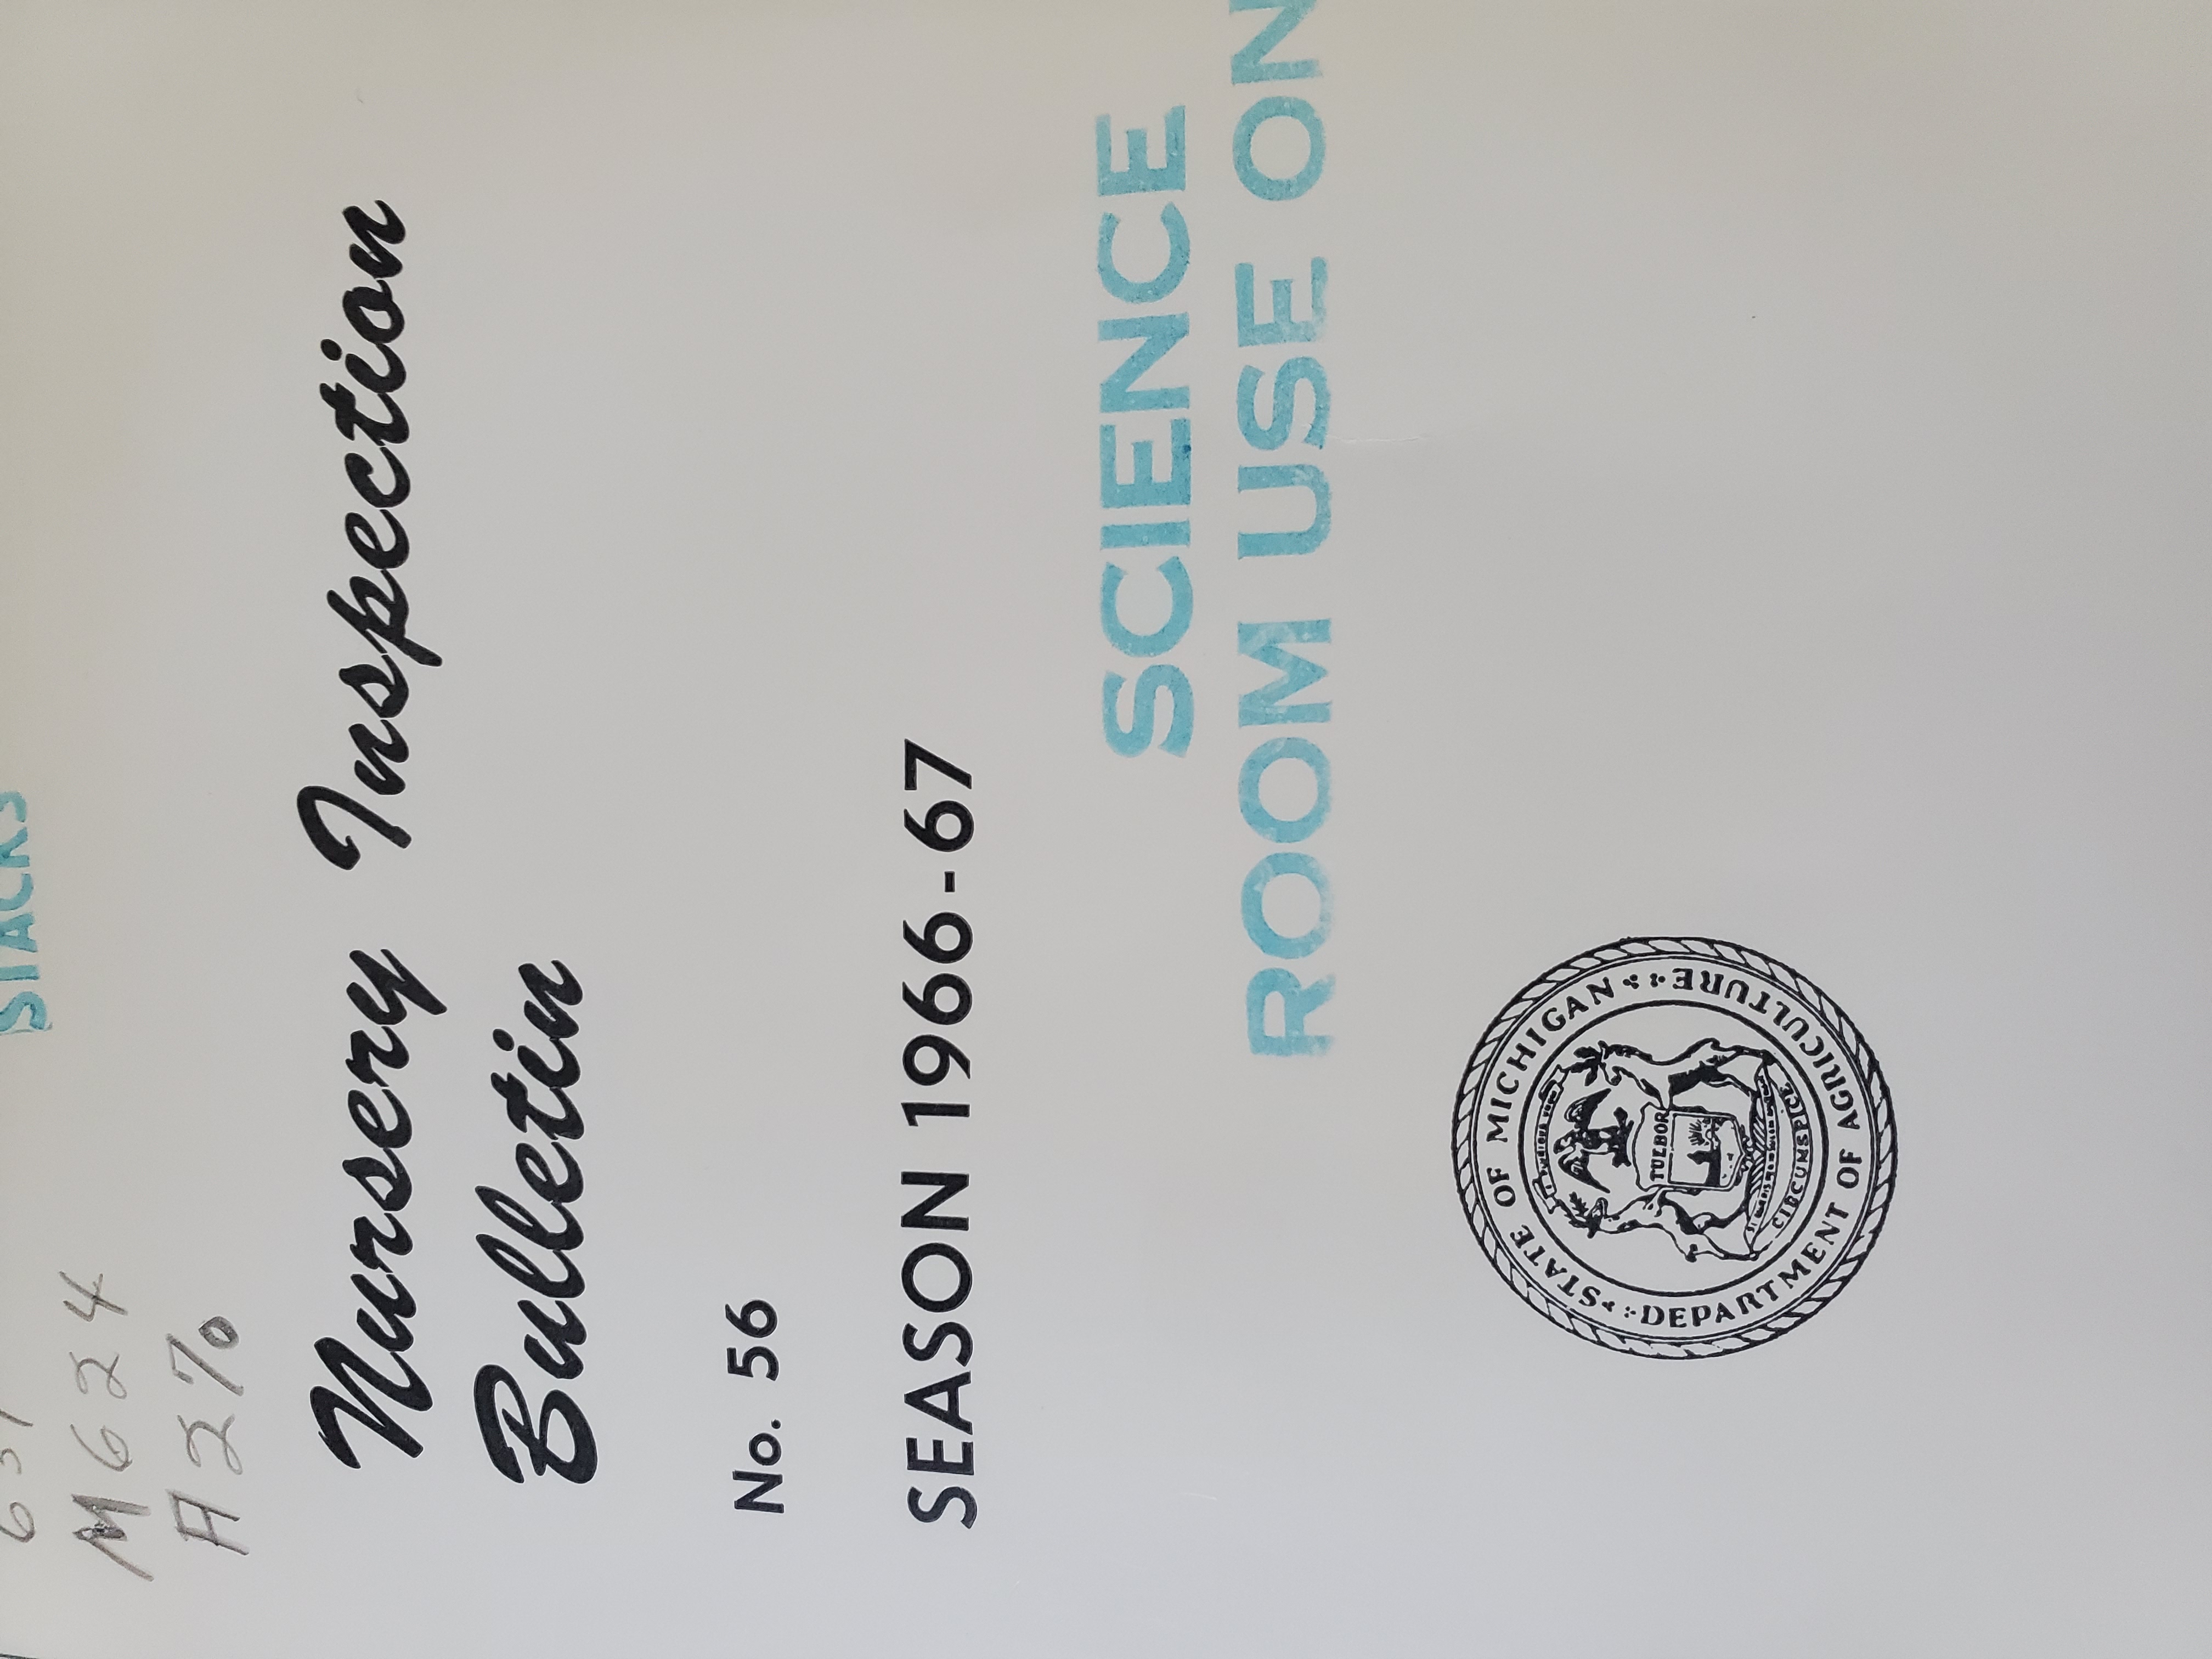 STACKS
M624
A270
Nursery Inspection
Bulletin
No. 56
SEASON 1966-67
SCIENCE
ROOM USE ON
STATE OF MICHIGAN
DEPARTMENT OF AGRICULTURE
TUEBOR
CIRCUMSPICE